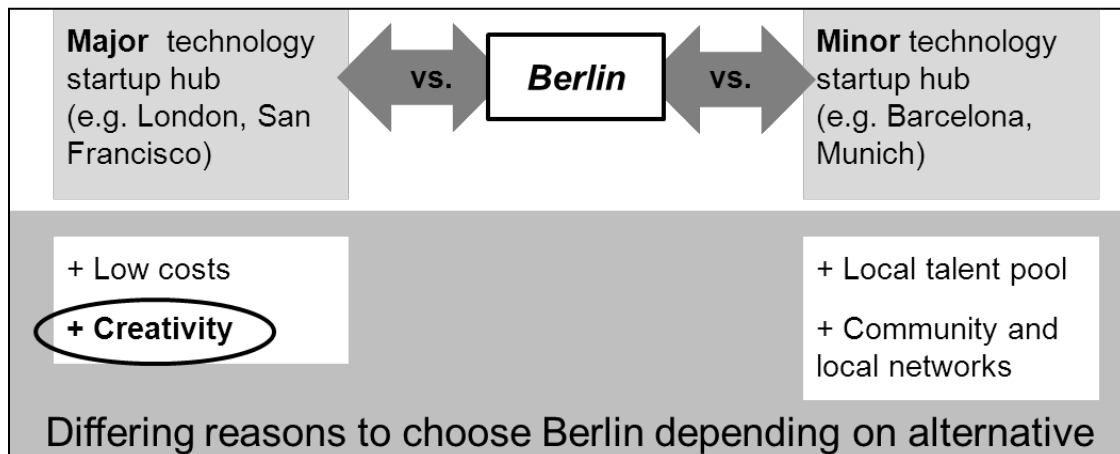 Major technology
startup hub
(e.g. London, San
Francisco)
vs.
Berlin
vs.
Minor technology
startup hub
(e.g. Barcelona,
Munich)
+ Low costs
+ Creativity
+ Local talent pool
+ Community and
local networks
Differing reasons to choose Berlin depending on alternative